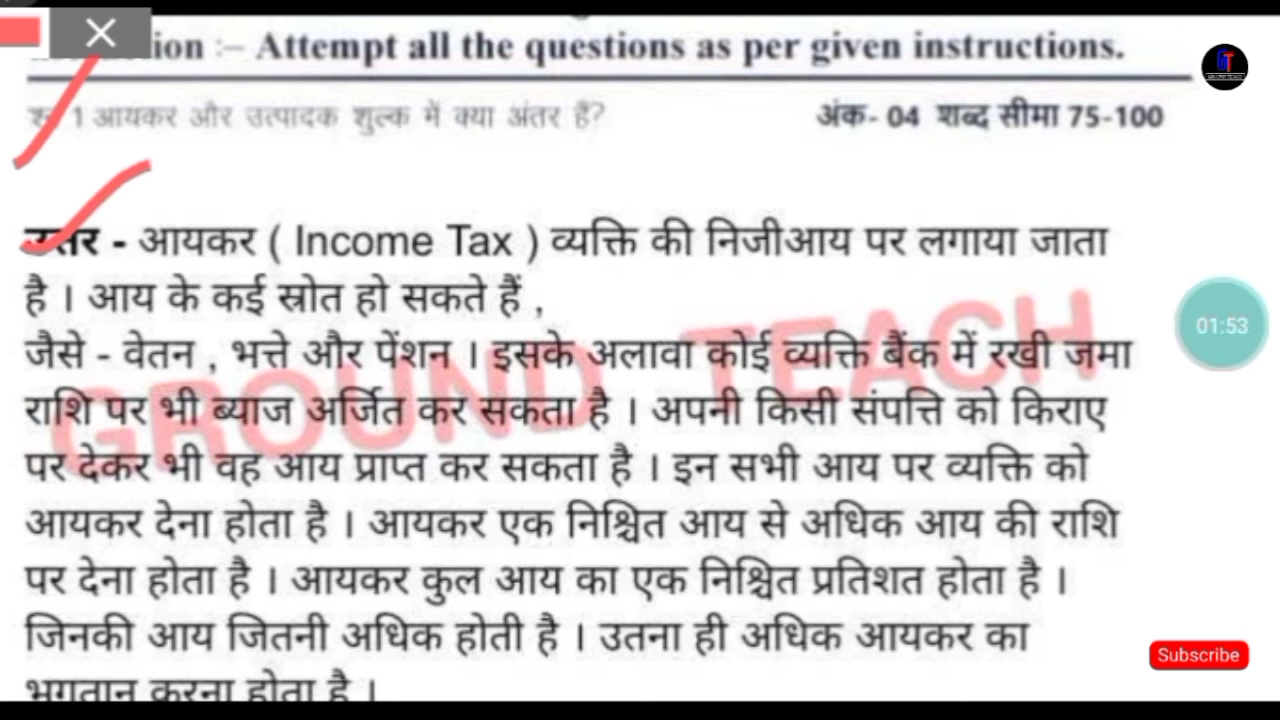 ion :– Attempt all the questions as per given instructions.
1 आयकर और उत्पादक शुल्क में क्या अंतर है? अंक- 04 शब्द सीमा 75-100
उत्तर - आयकर ( Income Tax ) व्यक्ति की निजीआय पर लगाया जाता
है । आय के कई स्रोत हो सकते हैं ,
जैसे - वेतन , भत्ते और पेंशन । इसके अलावा कोई व्यक्ति बैंक में रखी जमा
राशि पर भी ब्याज अर्जित कर सकता है । अपनी किसी संपत्ति को किराए
पर देकर भी वह आय प्राप्त कर सकता है । इन सभी आय पर व्यक्ति को
आयकर देना होता है । आयकर एक निश्चित आय से अधिक आय की राशि
पर देना होता है । आयकर कुल आय का एक निश्चित प्रतिशत होता है ।
जिनकी आय जितनी अधिक होती है । उतना ही अधिक आयकर का
भुगतान करना होता है ।
GROUND TEACH
GT
01:53
Subscribe